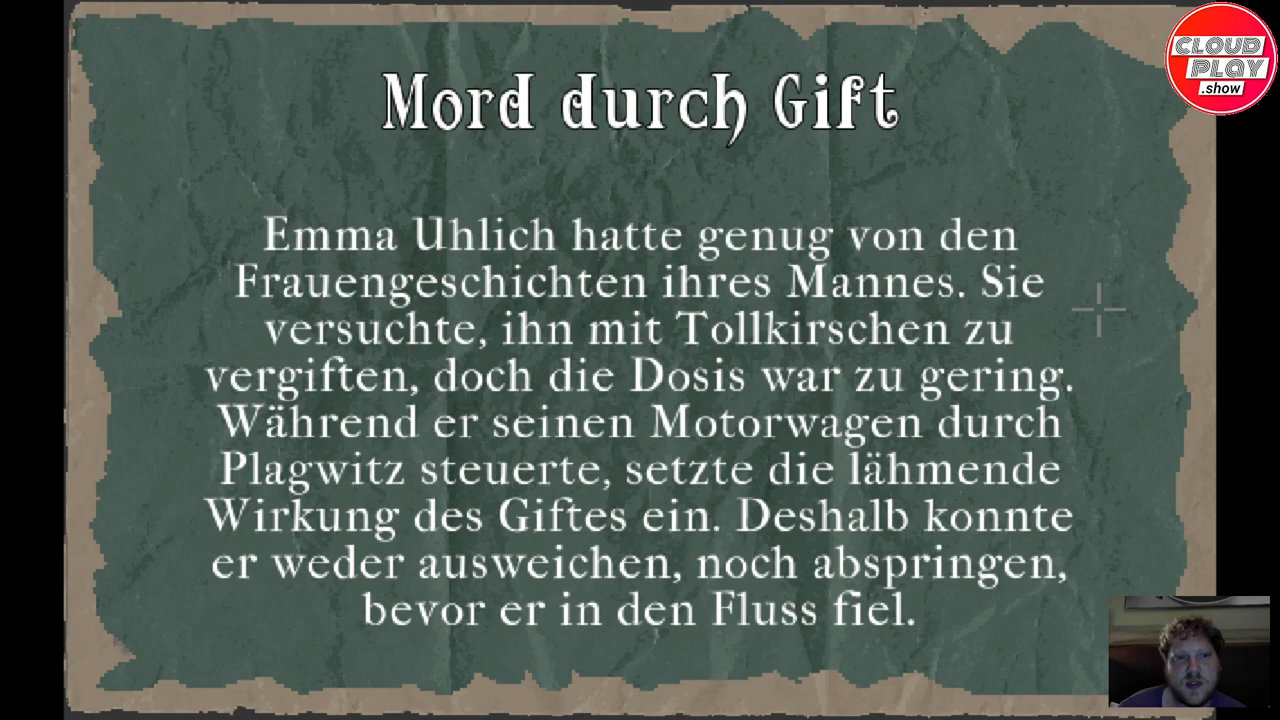 CLOUD
PLAY
.show
Mord durch Gift
Emma Uhlich hatte genug von den
Frauengeschichten ihres Mannes. Sie
versuchte, ihn mit Tollkirschen zu
vergiften, doch die Dosis war zu gering.
Während er seinen Motorwagen durch
Plagwitz steuerte, setzte die lähmende
Wirkung des Giftes ein. Deshalb konnte
er weder ausweichen, noch abspringen,
bevor er in den Fluss fiel.